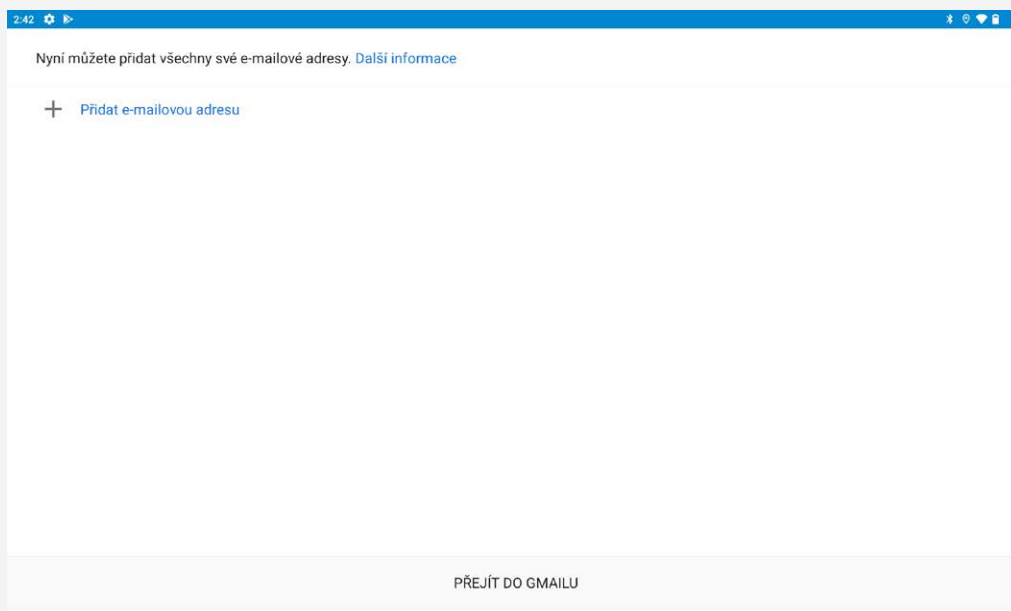 2:42
Nyní můžete přidat všechny své e-mailové adresy. Další informace
Přidat e-mailovou adresu
PŘEJÍT DO GMAILU